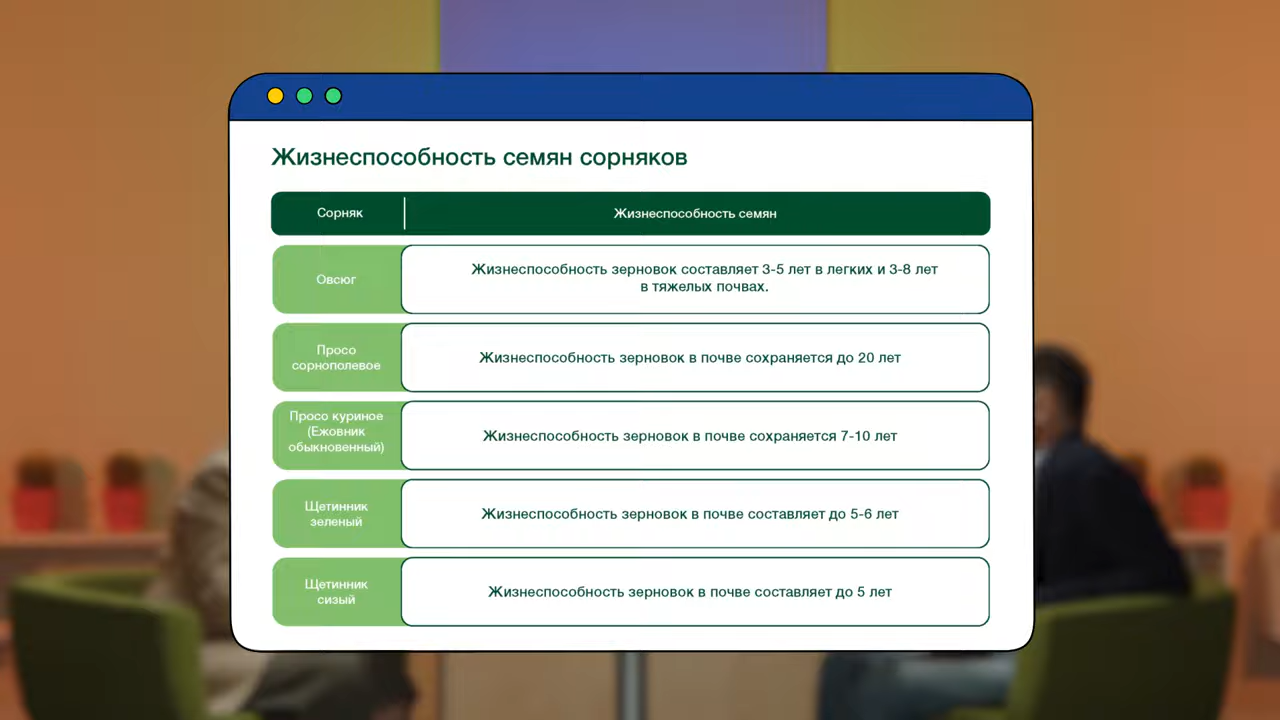 Жизнеспособность семян сорняков
Сорняк
Жизнеспособность семян
Овсюг
Жизнеспособность зерновок составляет 3-5 лет в легких и 3-8 лет
в тяжелых почвах.
Просо
сорнополевое
Жизнеспособность зерновок в почве сохраняется до 20 лет
Просо куриное
(Ежовник
обыкновенный)
Жизнеспособность зерновок в почве сохраняется 7-10 лет
Щетинник
зеленый
Жизнеспособность зерновок в почве составляет до 5-6 лет
Щетинник
сизый
Жизнеспособность зерновок в почве составляет до 5 лет